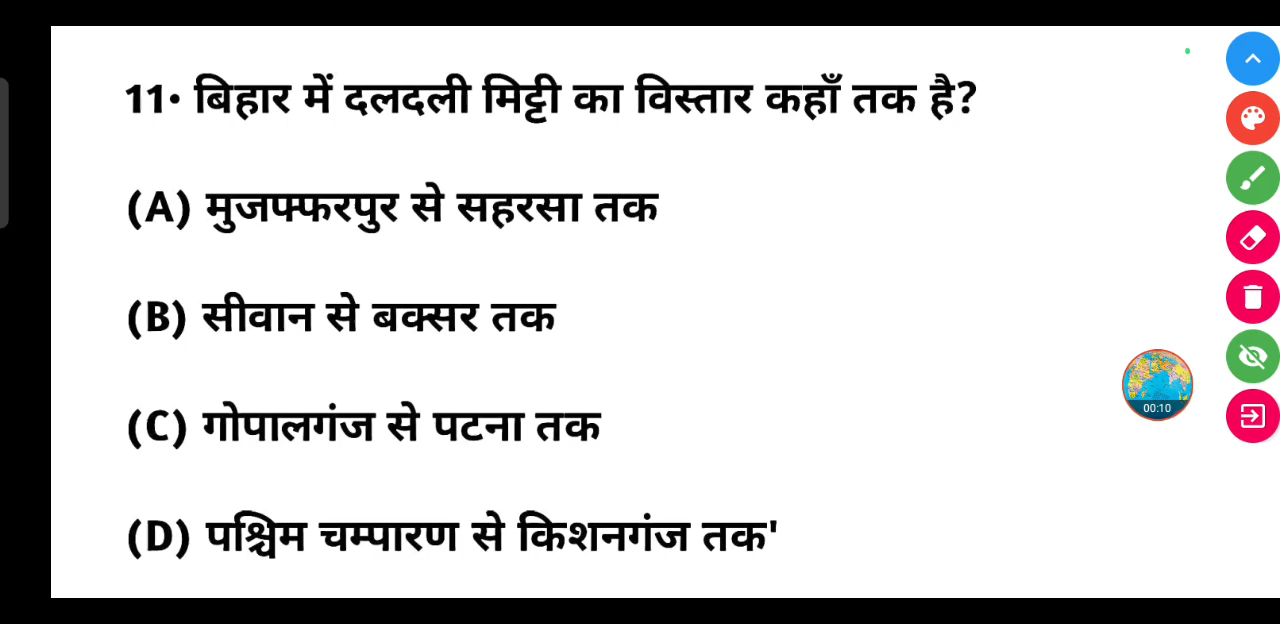 11· बिहार में दलदली मिट्टी का विस्तार कहाँ तक है?
(A) मुजफ्फरपुर से सहरसा तक
(B) सीवान से बक्सर तक
(C) गोपालगंज से पटना तक
(D) पश्चिम चम्पारण से किशनगंज तक'
00:10